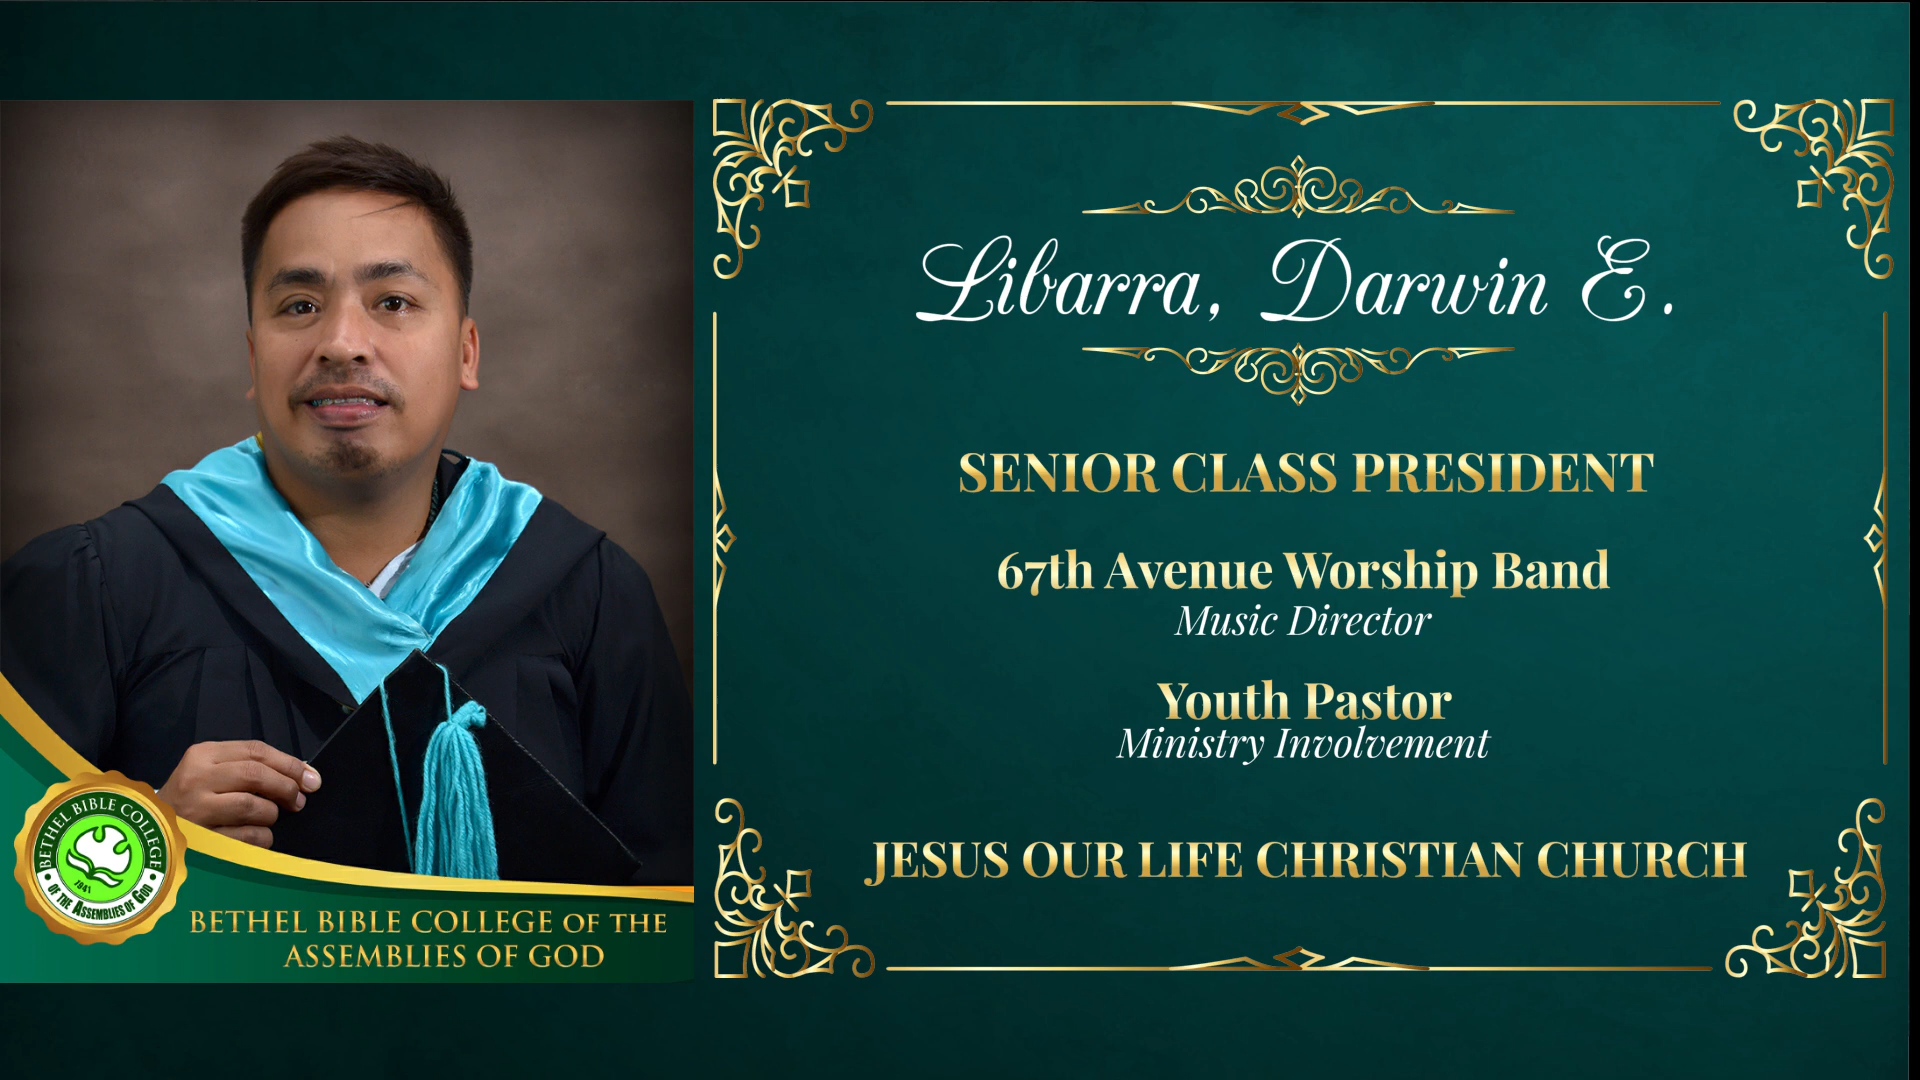 Libarra, Darwin E.
SENIOR CLASS PRESIDENT
67th Avenue Worship Band
Music Director
Youth Pastor
Ministry Involvement
JESUS OUR LIFE CHRISTIAN CHURCH
BETHEL BIBLE COLLEGE
1941
OF THE ASSEMBLIES OF GOD
BETHEL BIBLE COLLEGE OF THE
ASSEMBLIES OF GOD